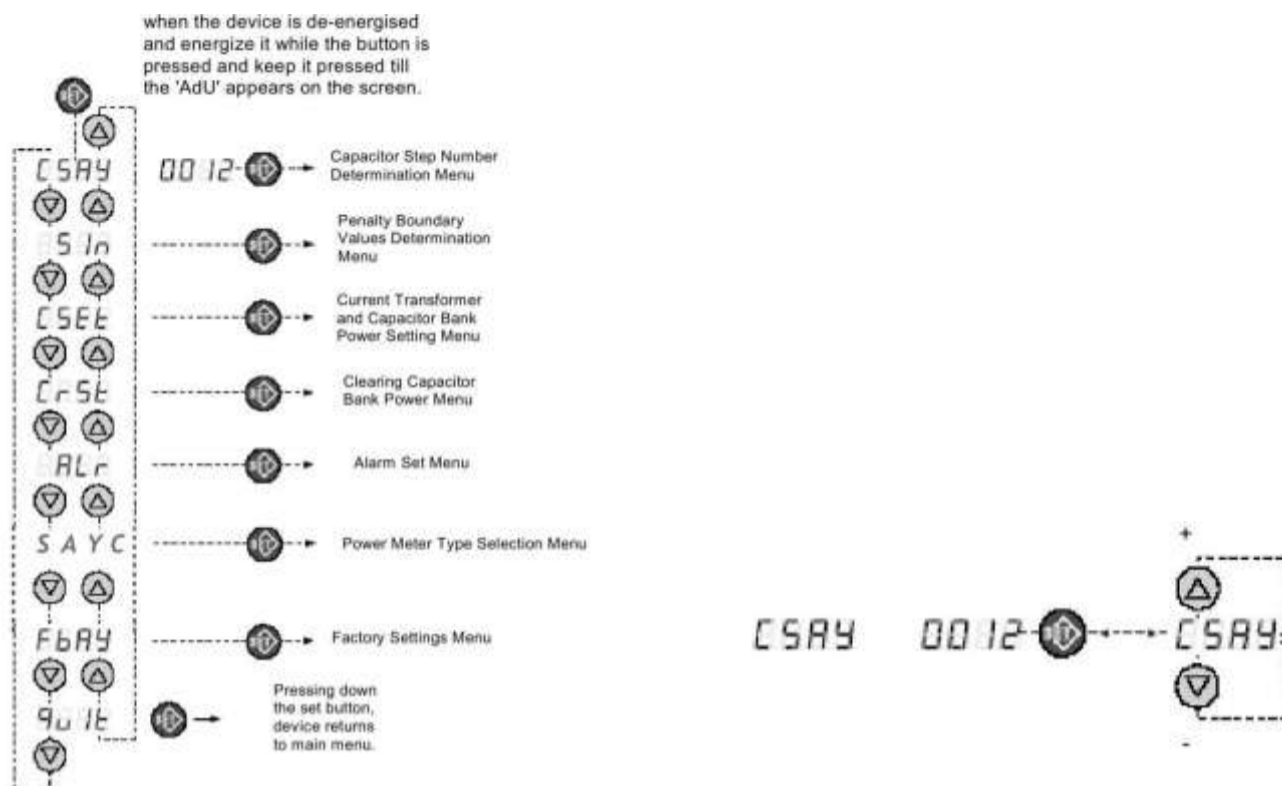 when the device is de-energised
and energize it while the button is
pressed and keep it pressed till
the 'AdU' appears on the screen.
CSAY 0012 Capacitor Step Number
Determination Menu
SIn Penalty Boundary
Values Determination
Menu
CSEt Current Transformer
and Capacitor Bank
Power Setting Menu
CrSt Clearing Capacitor
Bank Power Menu
ALr Alarm Set Menu
SAYC Power Meter Type Selection Menu
FbAY Factory Settings Menu
quIt Pressing down
the set button,
device returns
to main menu.
+
CSAY 0012 CSAY
-